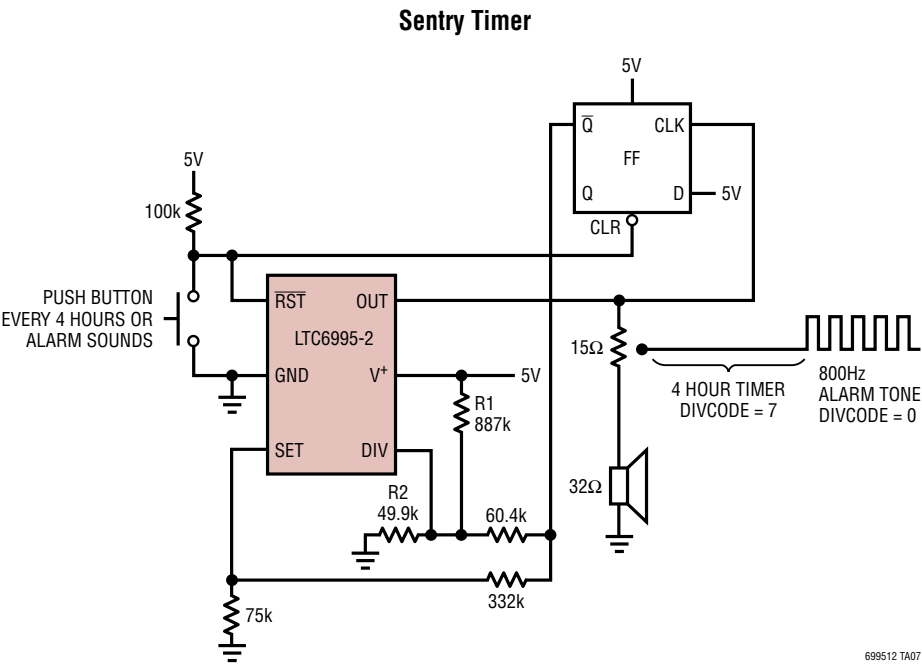 Sentry Timer
5V
Q̅
CLK
FF
Q
D
5V
CLR
5V
100k
PUSH BUTTON
EVERY 4 HOURS OR
ALARM SOUNDS
R̅S̅T̅
OUT
LTC6995-2
GND
V+
5V
SET
DIV
R1
887k
R2
49.9k
60.4k
332k
75k
15Ω
32Ω
4 HOUR TIMER
DIVCODE = 7
800Hz
ALARM TONE
DIVCODE = 0
699512 TA07